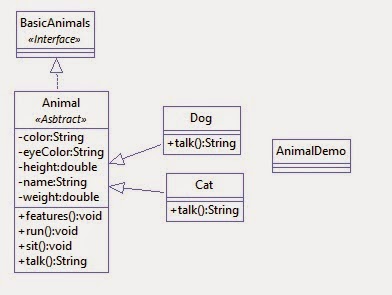 BasicAnimals
«Interface»
Animal
«Asbtract»
-color:String
-eyeColor:String
-height:double
-name:String
-weight:double
+features():void
+run():void
+sit():void
+talk():String
Dog
+talk():String
Cat
+talk():String
AnimalDemo